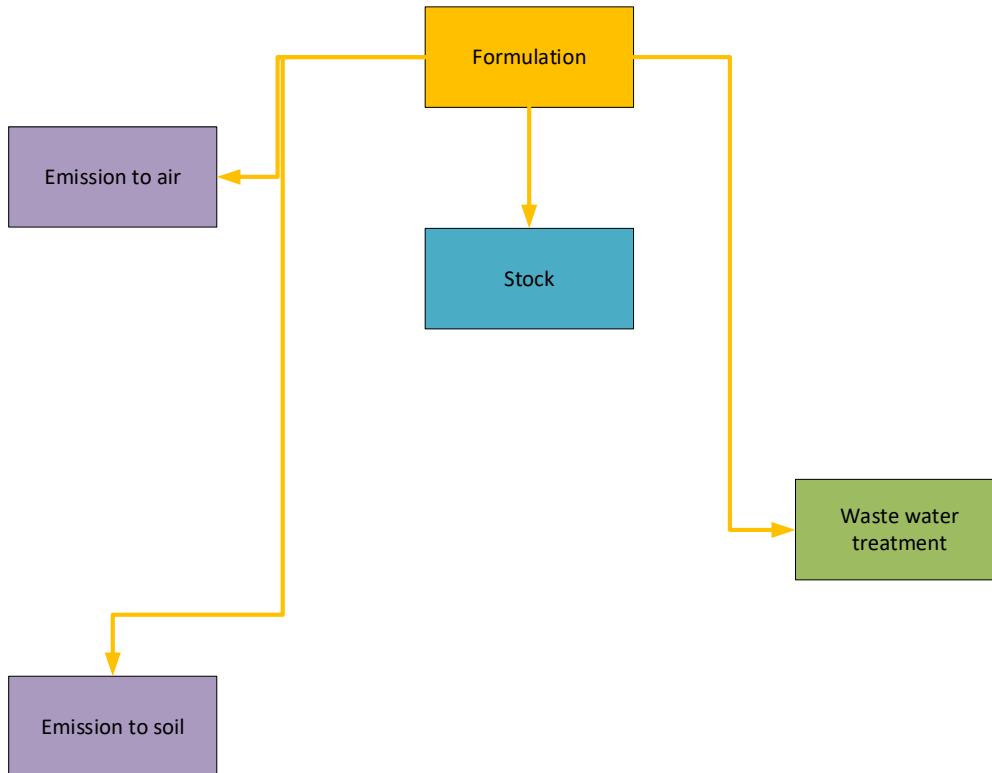 Formulation
Emission to air
Stock
Waste water
treatment
Emission to soil